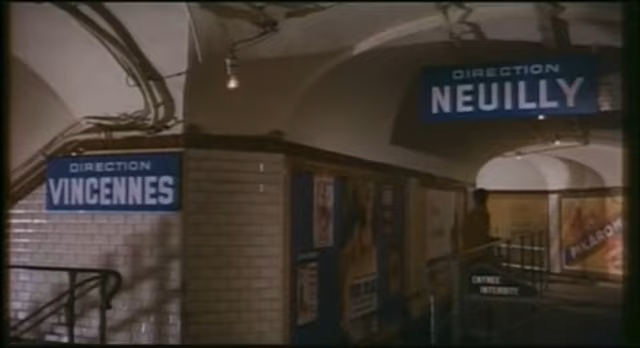 DIRECTION
NEUILLY
DIRECTION
VINCENNES
ENTRÉE
INTERDITE